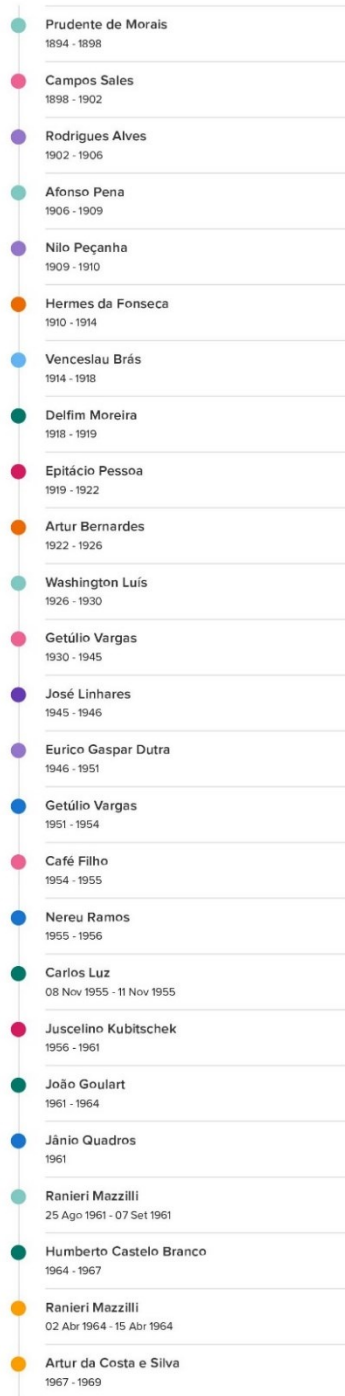 Prudente de Morais
1894 - 1898
Campos Sales
1898 - 1902
Rodrigues Alves
1902 - 1906
Afonso Pena
1906 - 1909
Nilo Peçanha
1909 - 1910
Hermes da Fonseca
1910 - 1914
Venceslau Brás
1914 - 1918
Delfim Moreira
1918 - 1919
Epitácio Pessoa
1919 - 1922
Artur Bernardes
1922 - 1926
Washington Luís
1926 - 1930
Getúlio Vargas
1930 - 1945
José Linhares
1945 - 1946
Eurico Gaspar Dutra
1946 - 1951
Getúlio Vargas
1951 - 1954
Café Filho
1954 - 1955
Nereu Ramos
1955 - 1956
Carlos Luz
08 Nov 1955 - 11 Nov 1955
Juscelino Kubitschek
1956 - 1961
João Goulart
1961 - 1964
Jânio Quadros
1961
Ranieri Mazzilli
25 Ago 1961 - 07 Set 1961
Humberto Castelo Branco
1964 - 1967
Ranieri Mazzilli
02 Abr 1964 - 15 Abr 1964
Artur da Costa e Silva
1967 - 1969